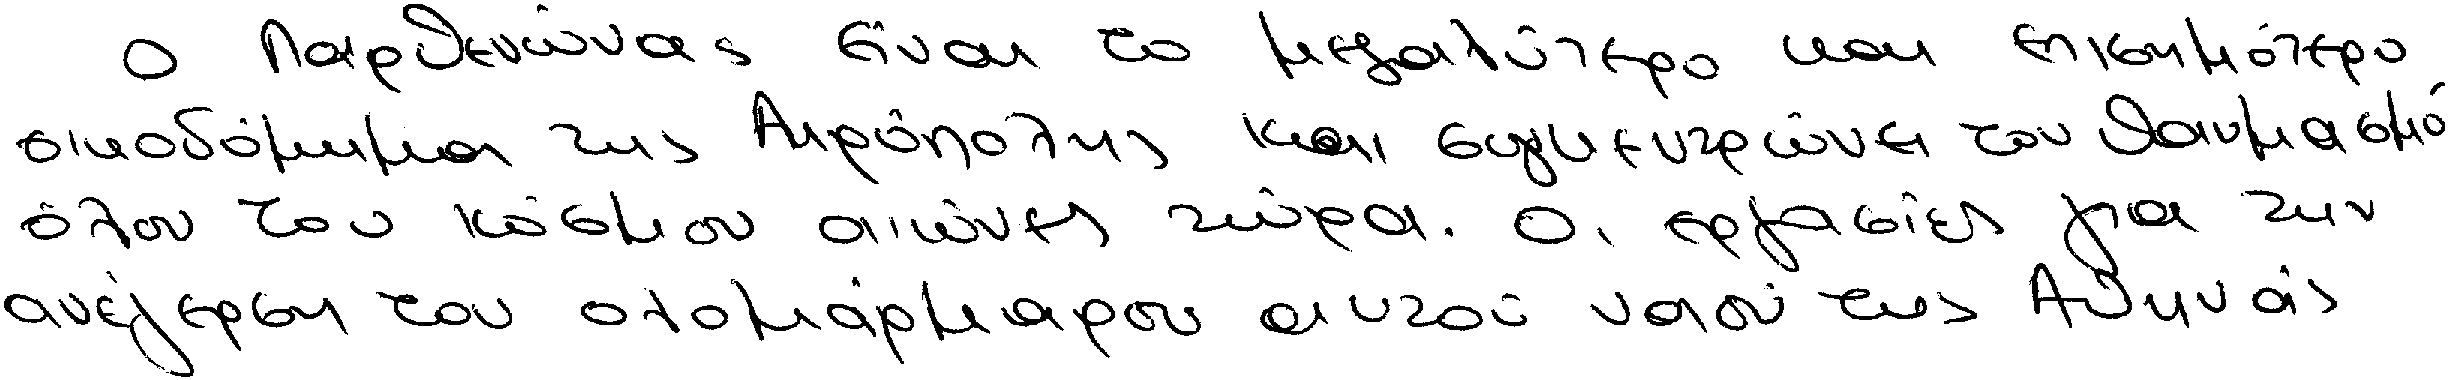 Ο Παρθενώνας είναι το μεγαλύτερο και επισημότερο
οικοδόμημα της Ακρόπολης και συγκεντρώνει τον θαυμασμό
όλου του κόσμου αιώνες τώρα. Οι εργασίες για την
ανέγερση του ολομάρμαρου αυτού ναού της Αθηνάς